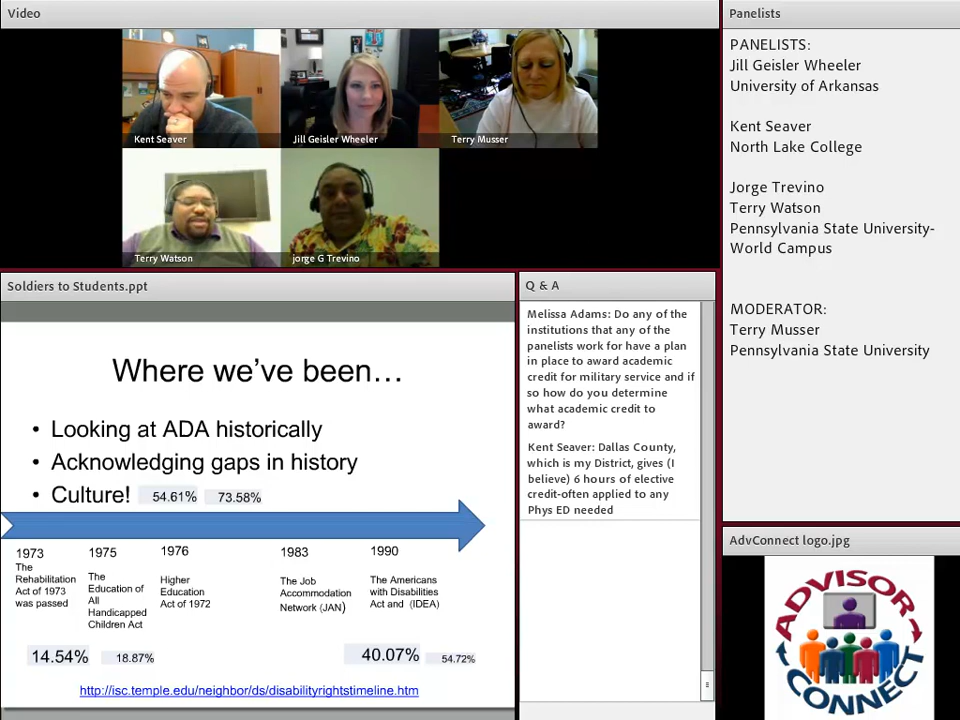 Video
Kent Seaver
Jill Geisler Wheeler
Terry Musser
Terry Watson
jorge G Trevino
Panelists
PANELISTS:
Jill Geisler Wheeler
University of Arkansas
Kent Seaver
North Lake College
Jorge Trevino
Terry Watson
Pennsylvania State University-
World Campus
MODERATOR:
Terry Musser
Pennsylvania State University
Soldiers to Students.ppt
Where we've been…
• Looking at ADA historically
• Acknowledging gaps in history
• Culture! 54.61% 73.58%
1973
The
Rehabilitation
Act of 1973
was passed
1975
The
Education of
All
Handicapped
Children Act
1976
Higher
Education
Act of 1972
1983
The Job
Accommodation
Network (JAN)
1990
The Americans
with Disabilities
Act and (IDEA)
14.54% 18.87% 40.07% 54.72%
http://isc.temple.edu/neighbor/ds/disabilityrightstimeline.htm
Q & A
Melissa Adams: Do any of the
institutions that any of the
panelists work for have a plan
in place to award academic
credit for military service and if
so how do you determine
what academic credit to
award?
Kent Seaver: Dallas County,
which is my District, gives (I
believe) 6 hours of elective
credit-often applied to any
Phys ED needed
AdvConnect logo.jpg
ADVISOR
CONNECT